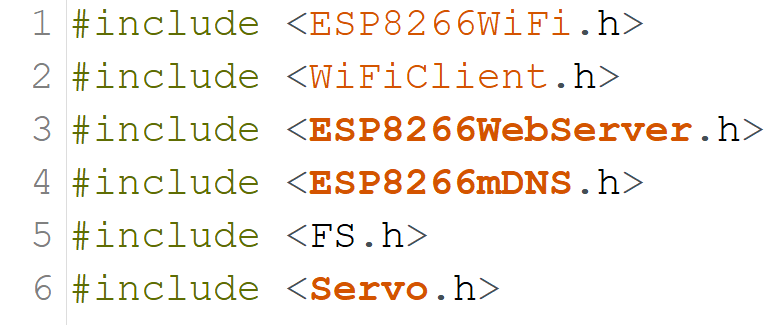 1 #include <ESP8266WiFi.h>
2 #include <WiFiClient.h>
3 #include <ESP8266WebServer.h>
4 #include <ESP8266mDNS.h>
5 #include <FS.h>
6 #include <Servo.h>